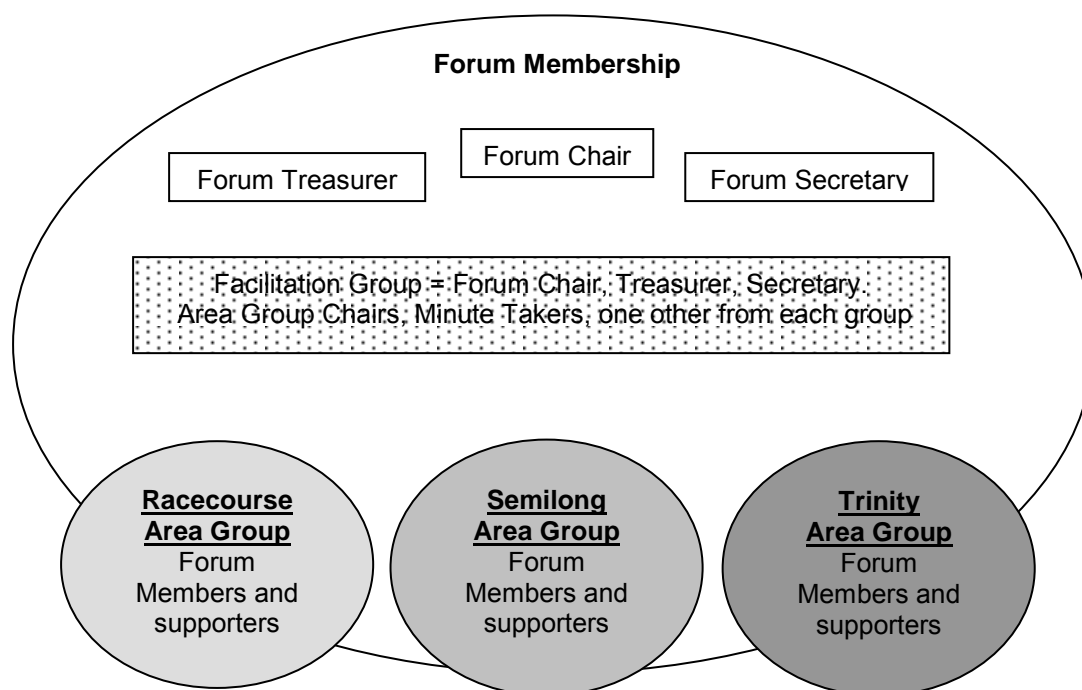 Forum Membership
Forum Chair
Forum Treasurer
Forum Secretary
Facilitation Group = Forum Chair, Treasurer, Secretary.
Area Group Chairs, Minute Takers, one other from each group
Racecourse
Area Group
Forum
Members and
supporters
Semilong
Area Group
Forum
Members and
supporters
Trinity
Area Group
Forum
Members and
supporters